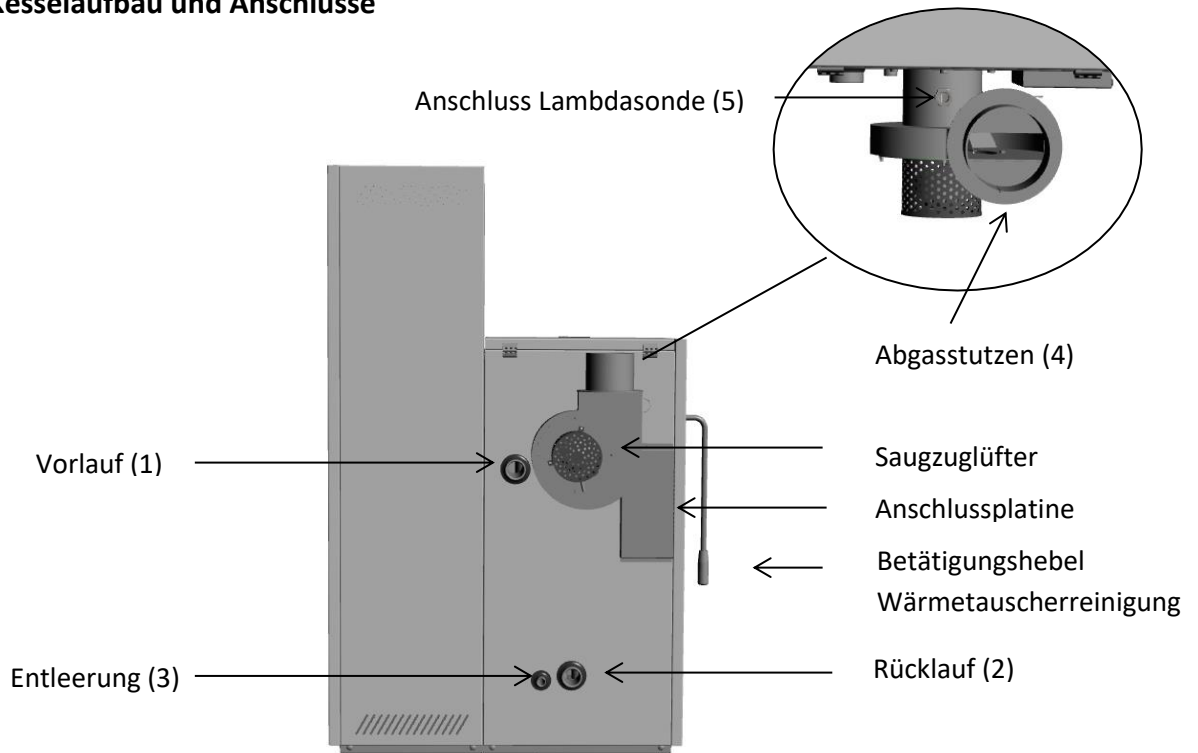 Kesselaufbau und Anschlüsse
Anschluss Lambdasonde (5)
Abgasstutzen (4)
Vorlauf (1)
Saugzuglüfter
Anschlussplatine
Betätigungshebel
Wärmetauscherreinigung
Entleerung (3)
Rücklauf (2)